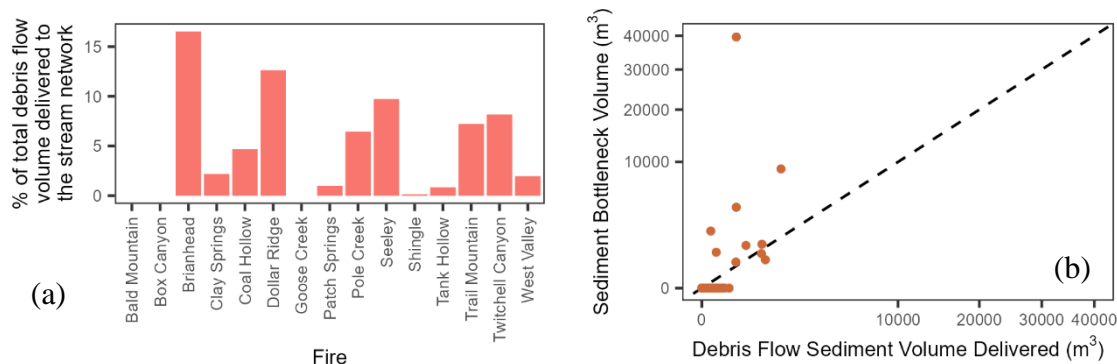 % of total debris flow
volume delivered to
the stream network
15
10
5
0
Bald Mountain
Box Canyon
Brianhead
Clay Springs
Coal Hollow
Dollar Ridge
Goose Creek
Patch Springs
Pole Creek
Seeley
Shingle
Tank Hollow
Trail Mountain
Twitchell Canyon
West Valley
Fire
(a)
Sediment Bottleneck Volume (m³)
40000
30000
20000
10000
0
0 10000 20000 30000 40000
Debris Flow Sediment Volume Delivered (m³)
(b)